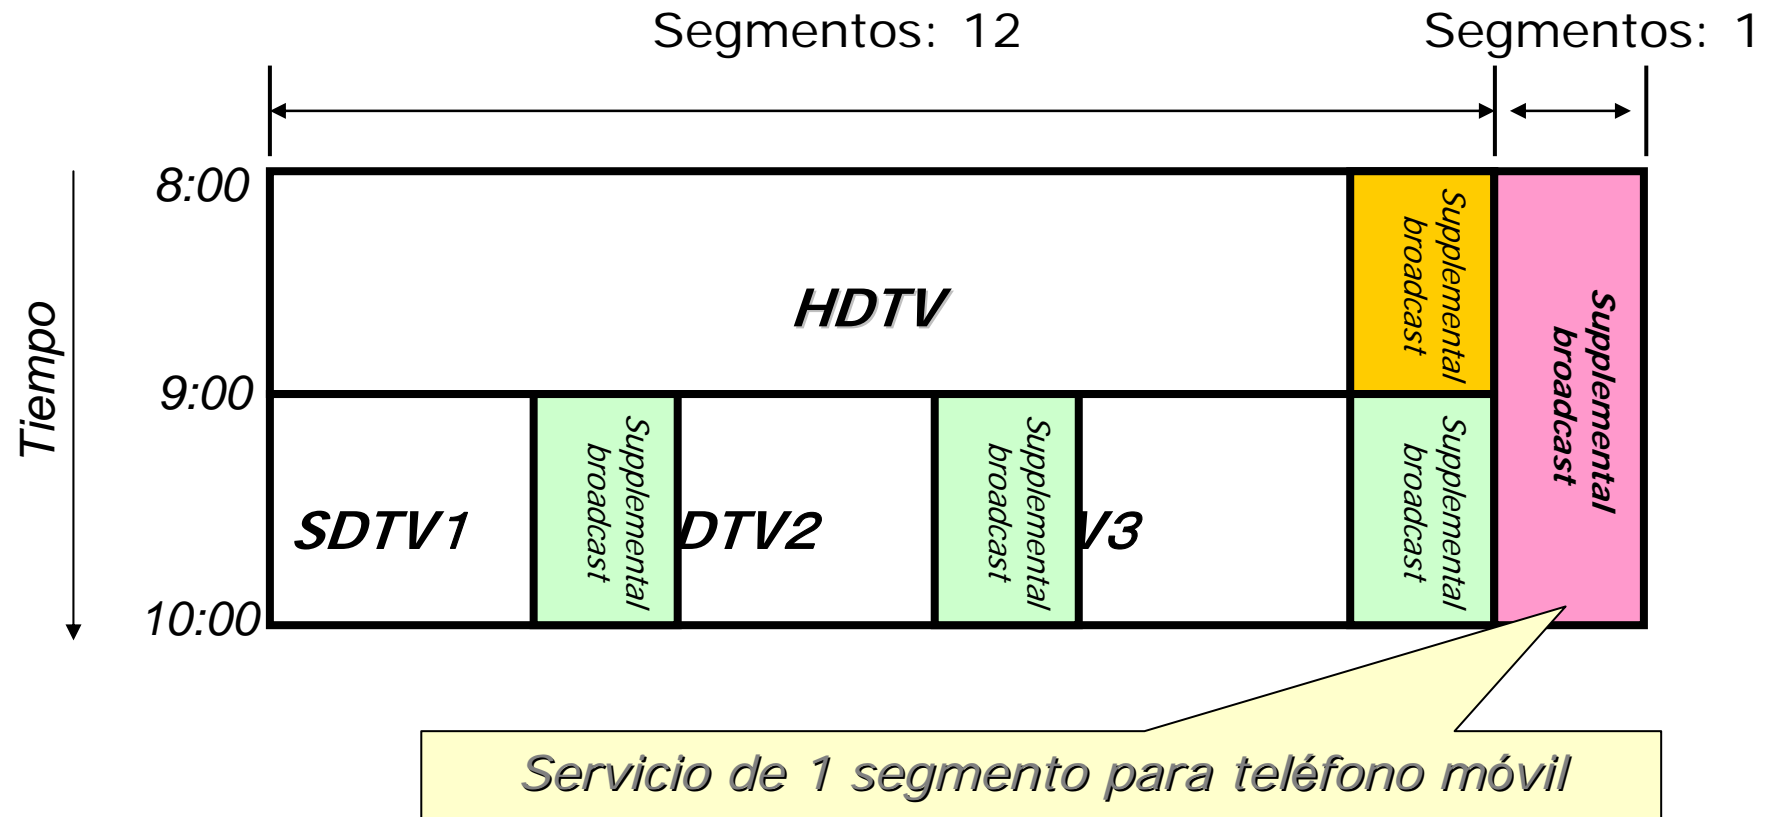 Segmentos: 12
Segmentos: 1
8:00
9:00
10:00
Tiempo
HDTV
Supplemental
broadcast
Supplemental
broadcast
SDTV1
Supplemental
broadcast
DTV2
Supplemental
broadcast
V3
Supplemental
broadcast
Servicio de 1 segmento para teléfono móvil